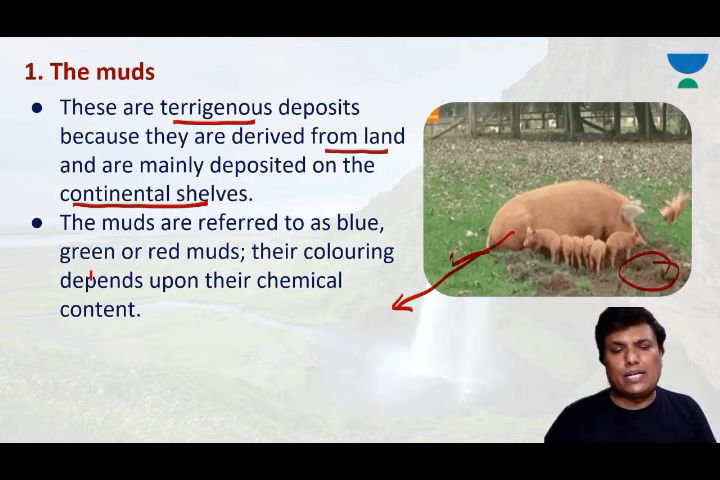 1. The muds
● These are terrigenous deposits
because they are derived from land
and are mainly deposited on the
continental shelves.
● The muds are referred to as blue,
green or red muds; their colouring
depends upon their chemical
content.